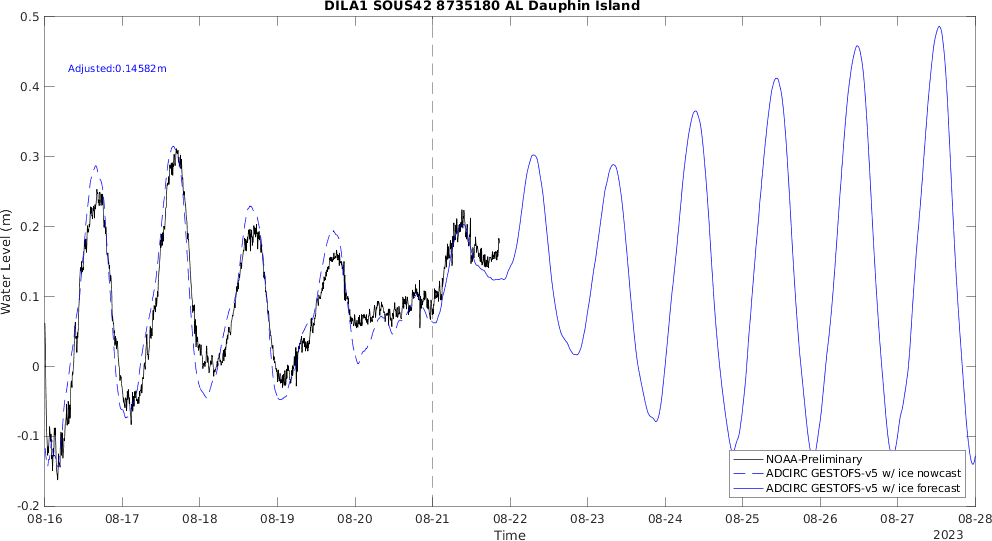 DILA1 SOUS42 8735180 AL Dauphin Island
Adjusted:0.14582m
Water Level (m)
0.5
0.4
0.3
0.2
0.1
0
-0.1
-0.2
NOAA-Preliminary
ADCIRC GESTOFS-v5 w/ ice nowcast
ADCIRC GESTOFS-v5 w/ ice forecast
08-16 08-17 08-18 08-19 08-20 08-21 08-22 08-23 08-24 08-25 08-26 08-27 08-28
Time
2023